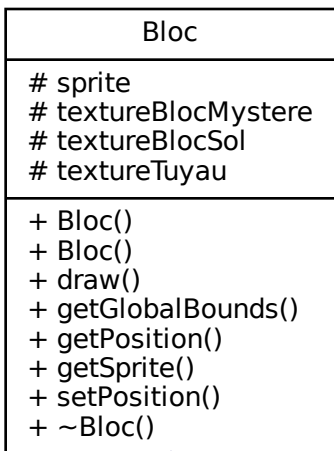 Bloc
# sprite
# textureBlocMystere
# textureBlocSol
# textureTuyau
+ Bloc()
+ Bloc()
+ draw()
+ getGlobalBounds()
+ getPosition()
+ getSprite()
+ setPosition()
+ ~Bloc()